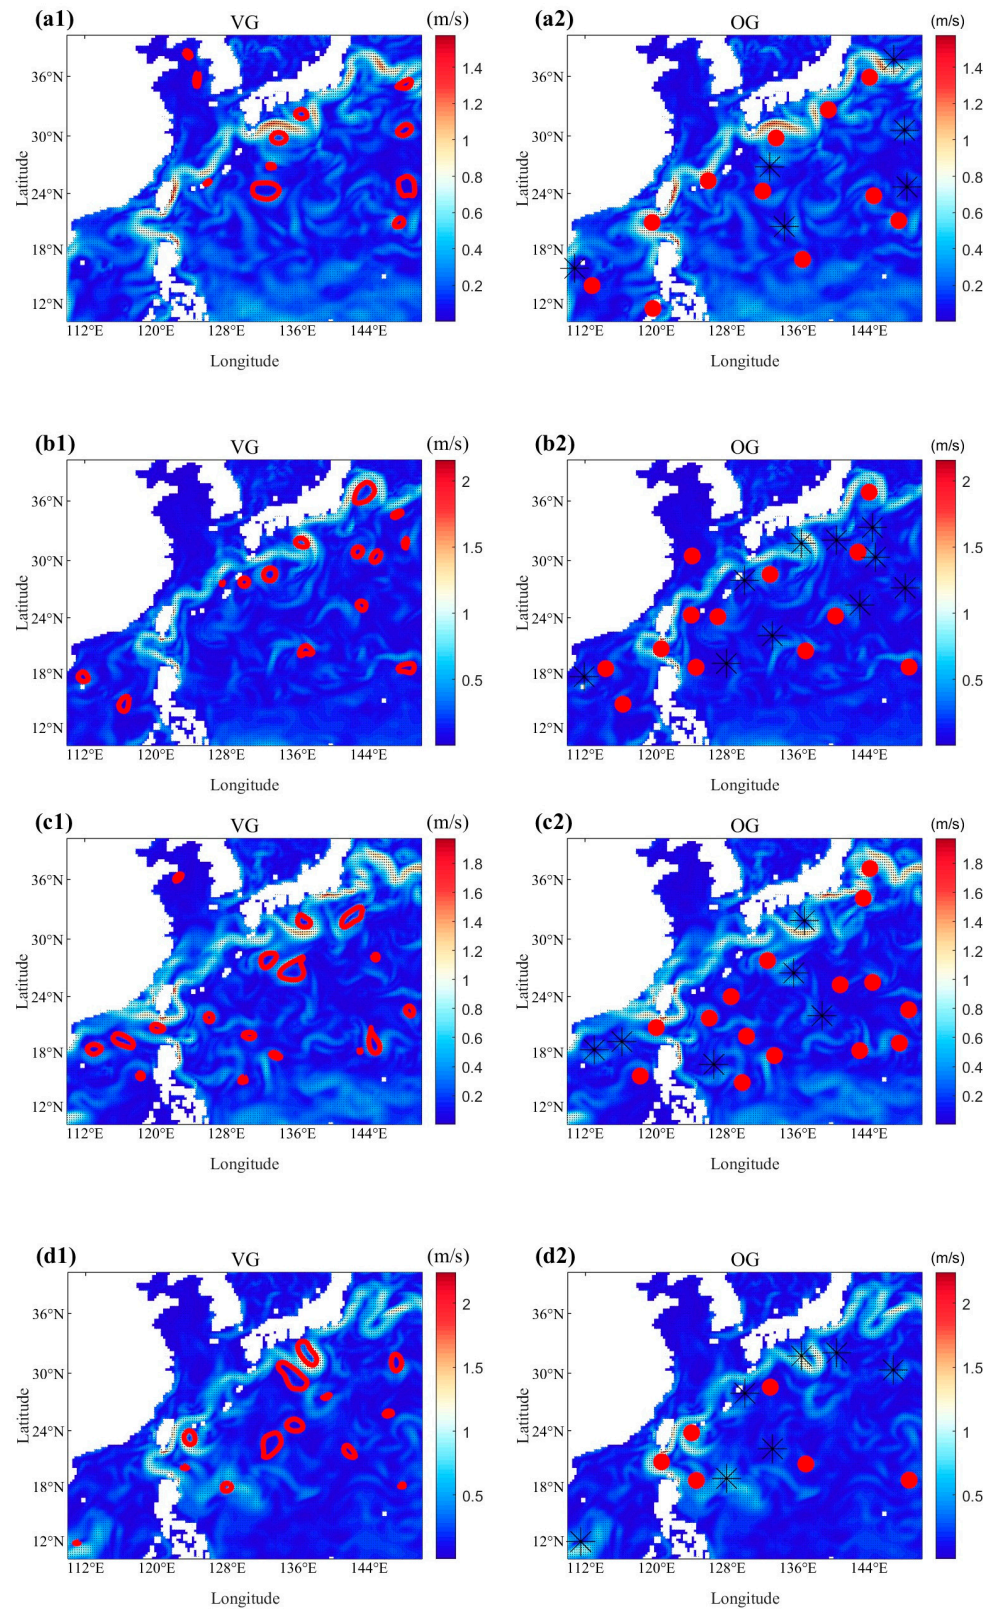 (a1) VG (m/s)
36°N
30°N
24°N
18°N
12°N
Latitude
112°E 120°E 128°E 136°E 144°E
Longitude
1.4
1.2
1
0.8
0.6
0.4
0.2
(a2) OG (m/s)
36°N
30°N
24°N
18°N
12°N
Latitude
112°E 120°E 128°E 136°E 144°E
Longitude
1.4
1.2
1
0.8
0.6
0.4
0.2
(b1) VG (m/s)
36°N
30°N
24°N
18°N
12°N
Latitude
112°E 120°E 128°E 136°E 144°E
Longitude
2
1.5
1
0.5
(b2) OG (m/s)
36°N
30°N
24°N
18°N
12°N
Latitude
112°E 120°E 128°E 136°E 144°E
Longitude
2
1.5
1
0.5
(c1) VG (m/s)
36°N
30°N
24°N
18°N
12°N
Latitude
112°E 120°E 128°E 136°E 144°E
Longitude
1.8
1.6
1.4
1.2
1
0.8
0.6
0.4
0.2
(c2) OG (m/s)
36°N
30°N
24°N
18°N
12°N
Latitude
112°E 120°E 128°E 136°E 144°E
Longitude
1.8
1.6
1.4
1.2
1
0.8
0.6
0.4
0.2
(d1) VG (m/s)
36°N
30°N
24°N
18°N
12°N
Latitude
112°E 120°E 128°E 136°E 144°E
Longitude
2
1.5
1
0.5
(d2) OG (m/s)
36°N
30°N
24°N
18°N
12°N
Latitude
112°E 120°E 128°E 136°E 144°E
Longitude
2
1.5
1
0.5